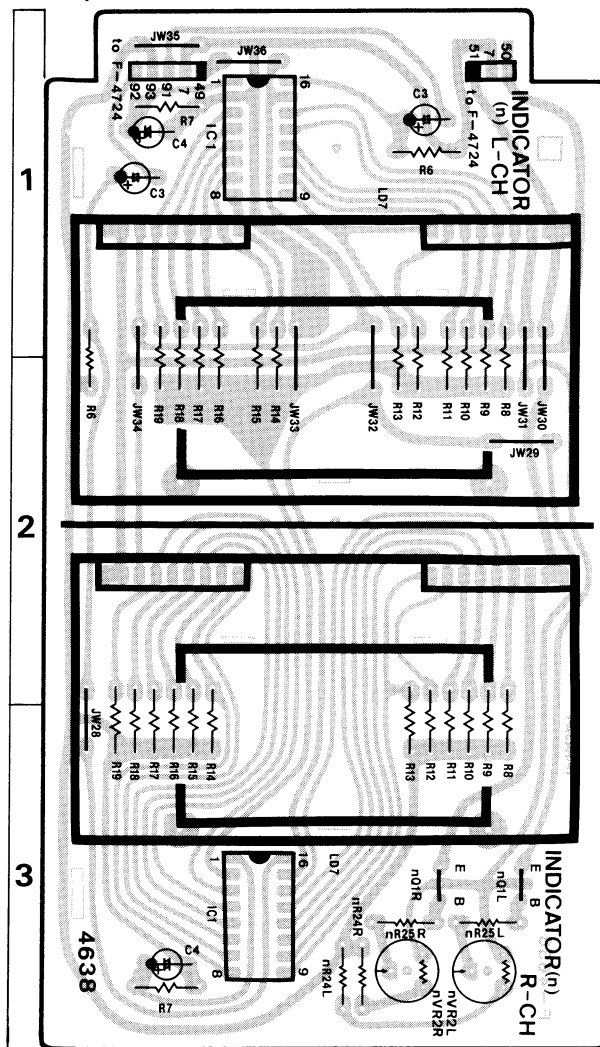 JW35
JW36
to F-4724
92
93
91
7
49
1
16
R7
C4
C3
IC1
8
9
C3
R6
LD7
51
7
50
to F-4724
INDICATOR
(n) L-CH
1
R6
JW34
R19
R18
R17
R16
R15
R14
JW33
JW32
R13
R12
R11
R10
R9
R8
JW31
JW30
JW29
2
JW28
R19
R18
R17
R16
R15
R14
R13
R12
R11
R10
R9
R8
3
1
16
LD7
IC1
8
9
C4
R7
4638
nR24R
nR24L
nQ1R
E
B
nQ1L
E
B
nR25R
nR25L
nVR2R
nVR2L
INDICATOR(n)
R-CH